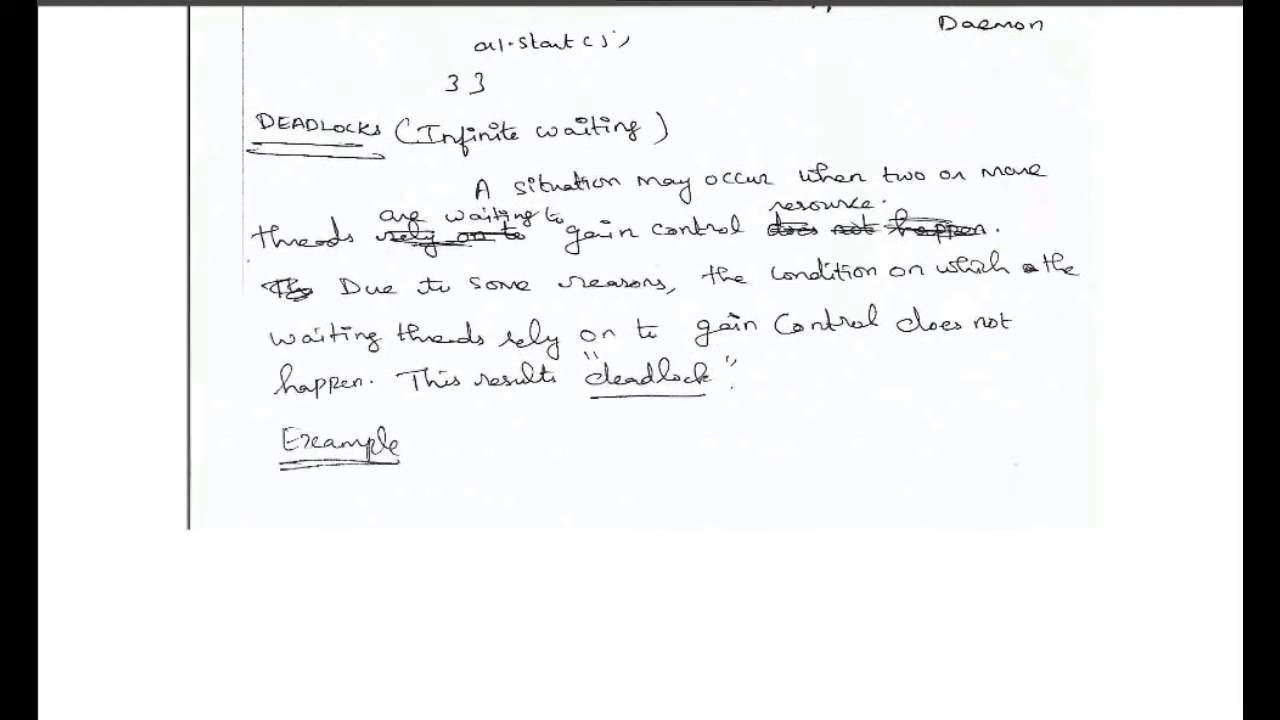 Daemon
a1.start();
}}
DEADLOCKS (Infinite waiting)
A situation may occur when two or more
threads are waiting to gain control resource.
Due to some reasons, the condition on which the
waiting threads rely on to gain control does not
happen. This results "deadlock".
Example